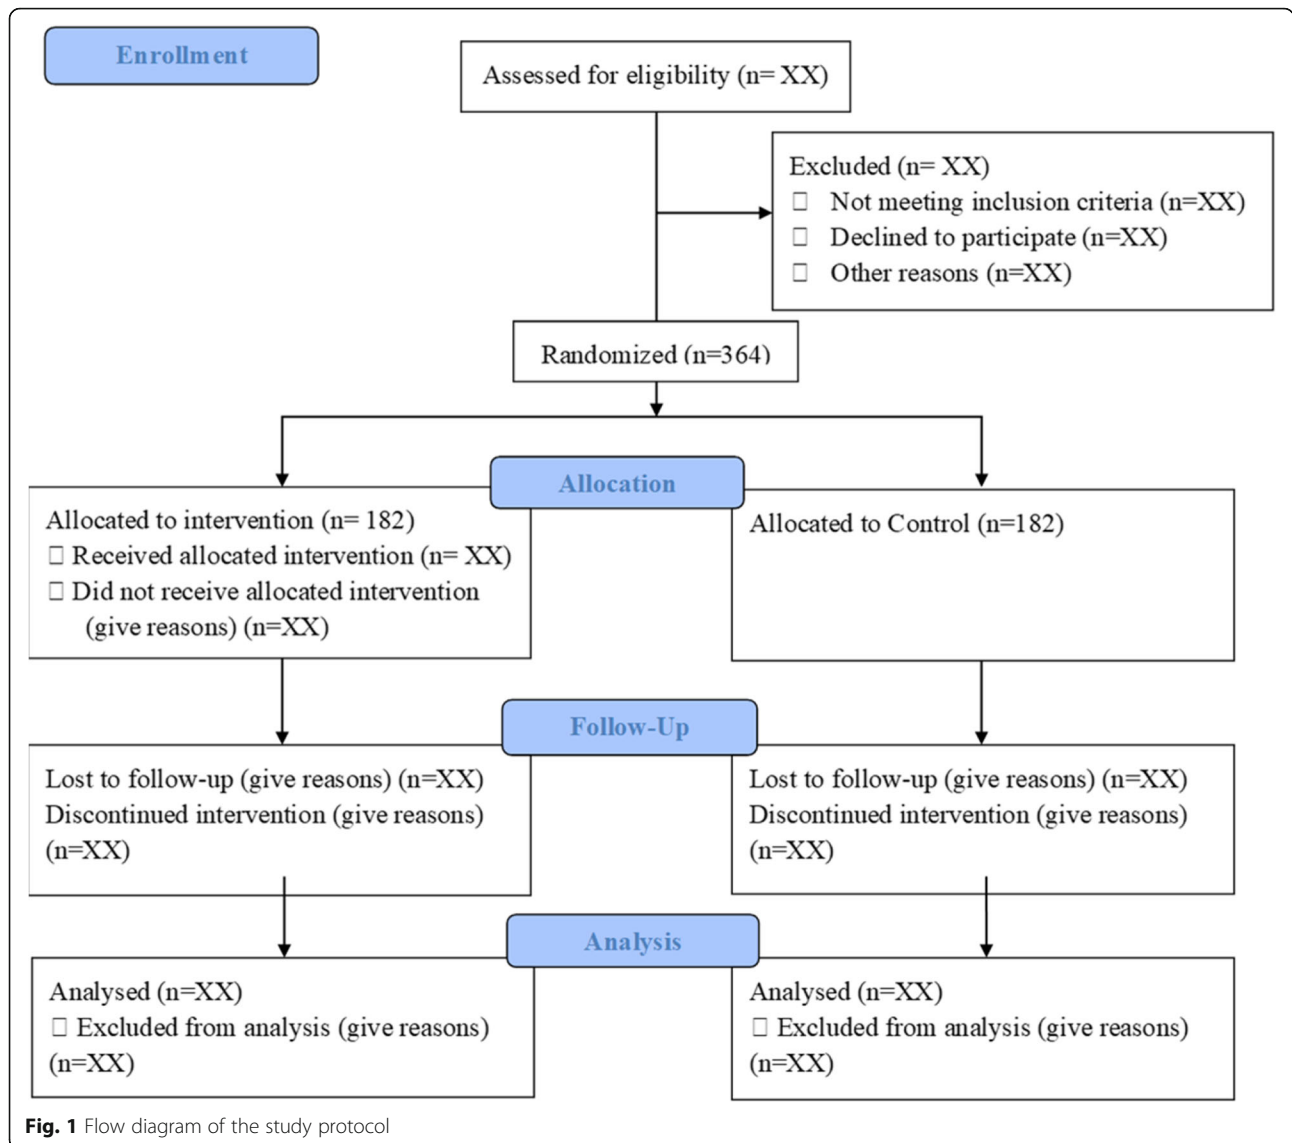 Enrollment
Assessed for eligibility (n= XX)
Excluded (n= XX)
□ Not meeting inclusion criteria (n=XX)
□ Declined to participate (n=XX)
□ Other reasons (n=XX)
Randomized (n=364)
Allocation
Allocated to intervention (n= 182)
□ Received allocated intervention (n= XX)
□ Did not receive allocated intervention
(give reasons) (n=XX)
Allocated to Control (n=182)
Follow-Up
Lost to follow-up (give reasons) (n=XX)
Discontinued intervention (give reasons)
(n=XX)
Lost to follow-up (give reasons) (n=XX)
Discontinued intervention (give reasons)
(n=XX)
Analysis
Analysed (n=XX)
□ Excluded from analysis (give reasons)
(n=XX)
Analysed (n=XX)
□ Excluded from analysis (give reasons)
(n=XX)
Fig. 1 Flow diagram of the study protocol